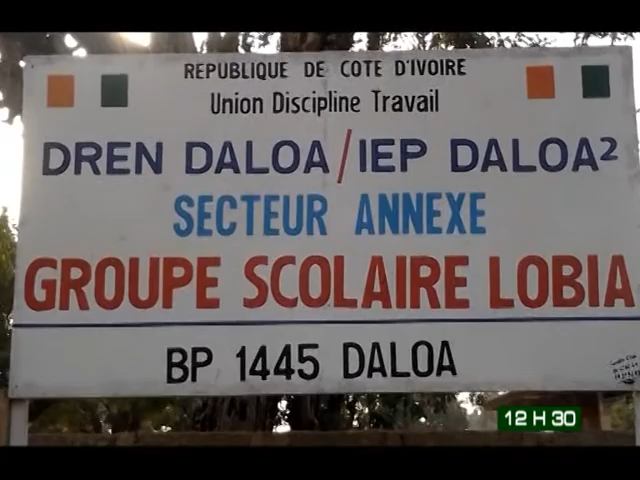 REPUBLIQUE DE COTE D'IVOIRE
Union Discipline Travail
DREN DALOA/IEP DALOA2
SECTEUR ANNEXE
GROUPE SCOLAIRE LOBIA
BP 1445 DALOA
12 H 30